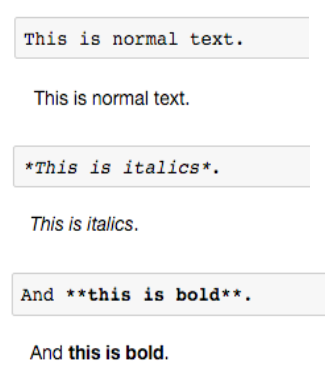 This is normal text.
This is normal text.
*This is italics*.
This is italics.
And **this is bold**.
And this is bold.